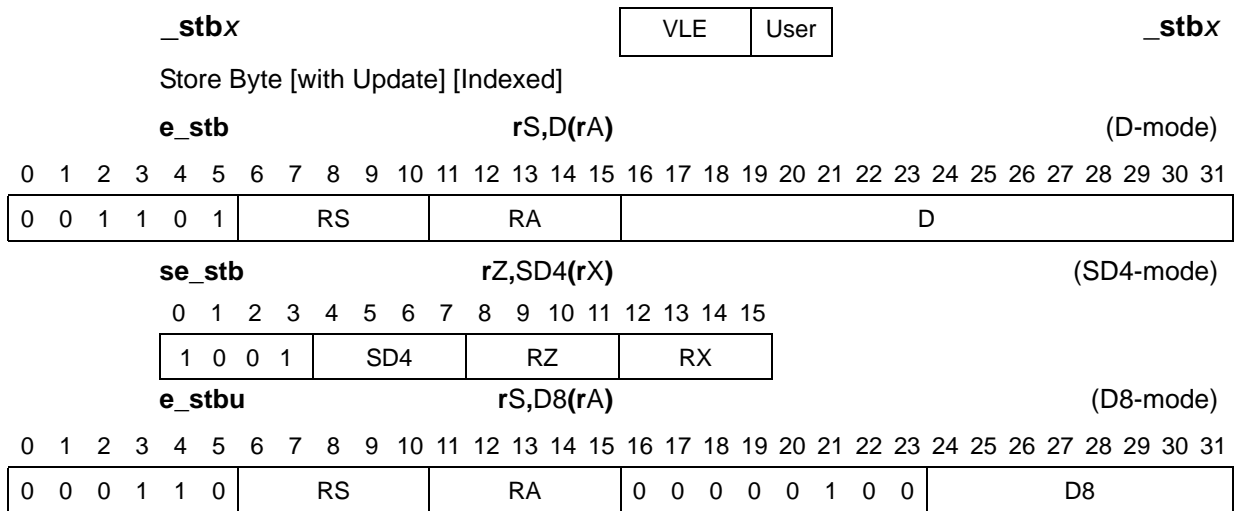 _stbx VLE User _stbx
Store Byte [with Update] [Indexed]
e_stb rS,D(rA) (D-mode)
0 1 2 3 4 5 6 7 8 9 10 11 12 13 14 15 16 17 18 19 20 21 22 23 24 25 26 27 28 29 30 31
0 0 1 1 0 1 RS RA D
se_stb rZ,SD4(rX) (SD4-mode)
0 1 2 3 4 5 6 7 8 9 10 11 12 13 14 15
1 0 0 1 SD4 RZ RX
e_stbu rS,D8(rA) (D8-mode)
0 1 2 3 4 5 6 7 8 9 10 11 12 13 14 15 16 17 18 19 20 21 22 23 24 25 26 27 28 29 30 31
0 0 0 1 1 0 RS RA 0 0 0 0 0 1 0 0 D8